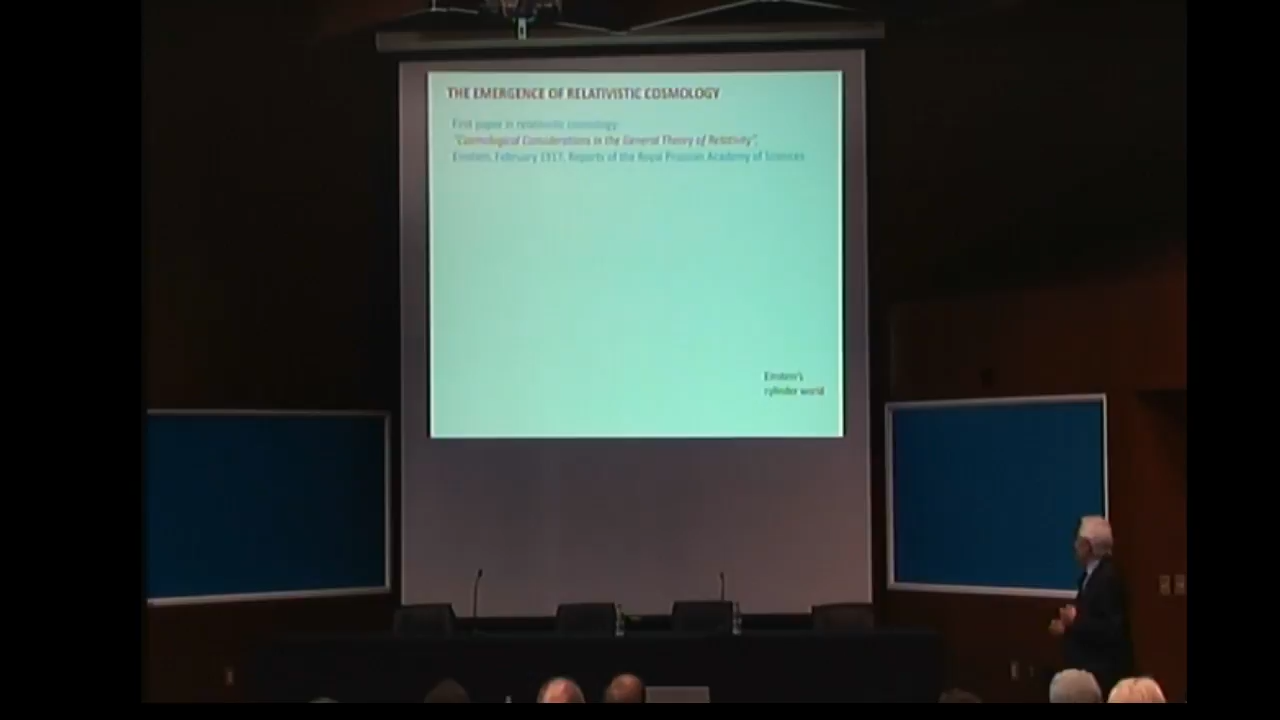 THE EMERGENCE OF RELATIVISTIC COSMOLOGY
First paper in relativistic cosmology:
"Cosmological Considerations in the General Theory of Relativity",
Einstein, February 1917, Reports of the Royal Prussian Academy of Sciences
Einstein's
cylinder world